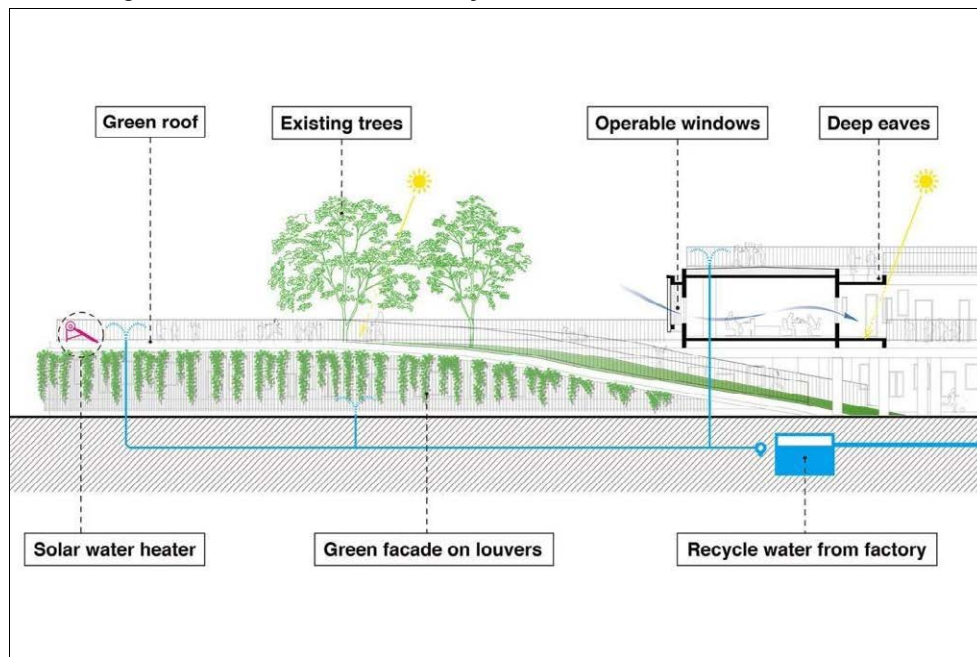 Green roof
Existing trees
Operable windows
Deep eaves
Solar water heater
Green facade on louvers
Recycle water from factory